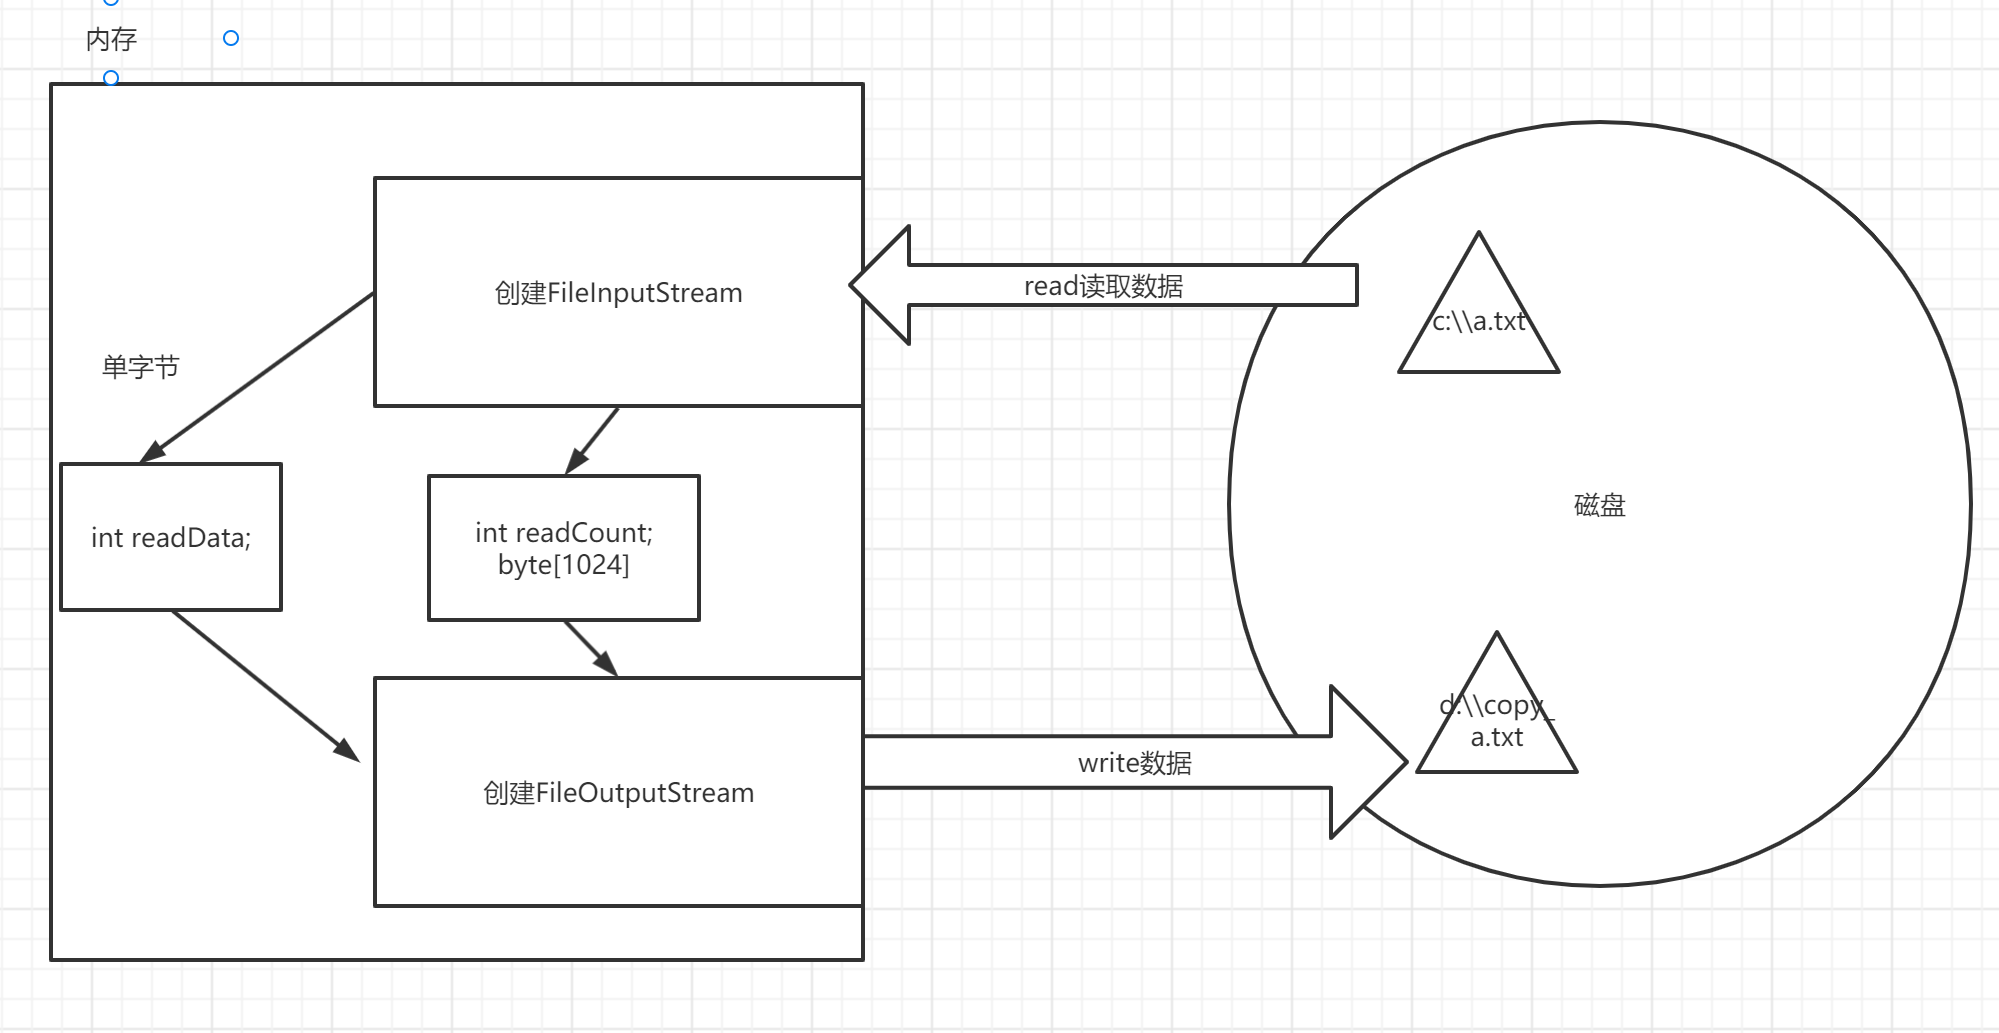 内存
创建FileInputStream
read读取数据
c:\\a.txt
单字节
int readData;
int readCount;
byte[1024]
磁盘
d:\\copy_
a.txt
创建FileOutputStream
write数据